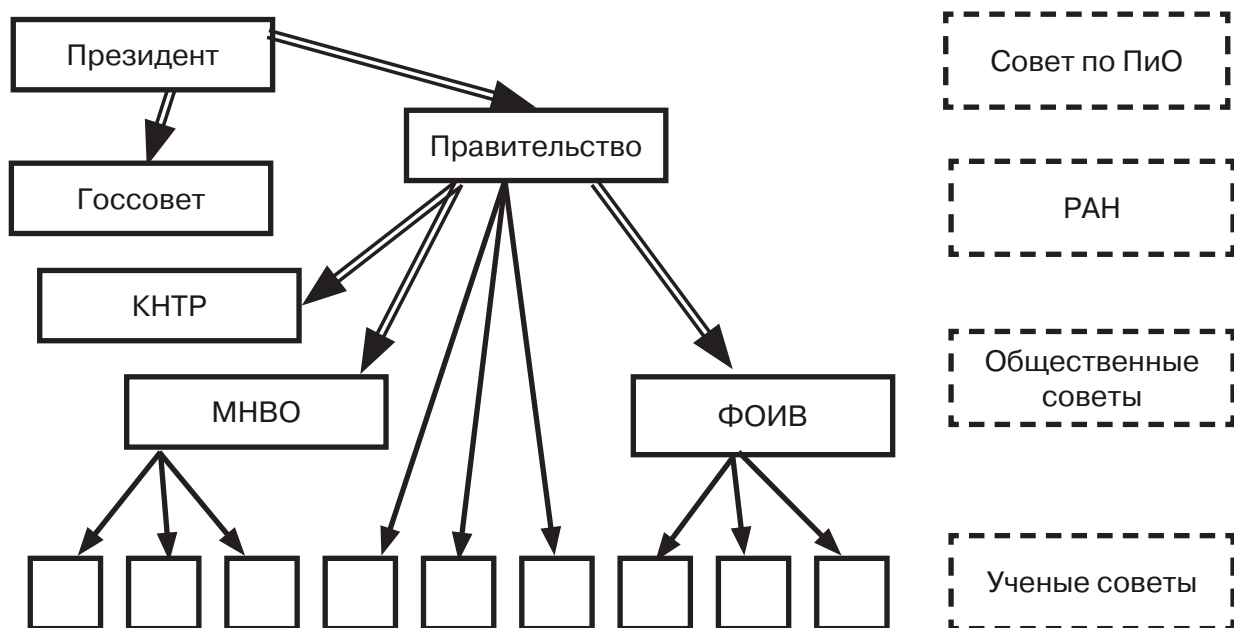 Президент
Совет по ПиО
Правительство
Госсовет
РАН
КНТР
Общественные
советы
МНВО
ФОИВ
Ученые советы